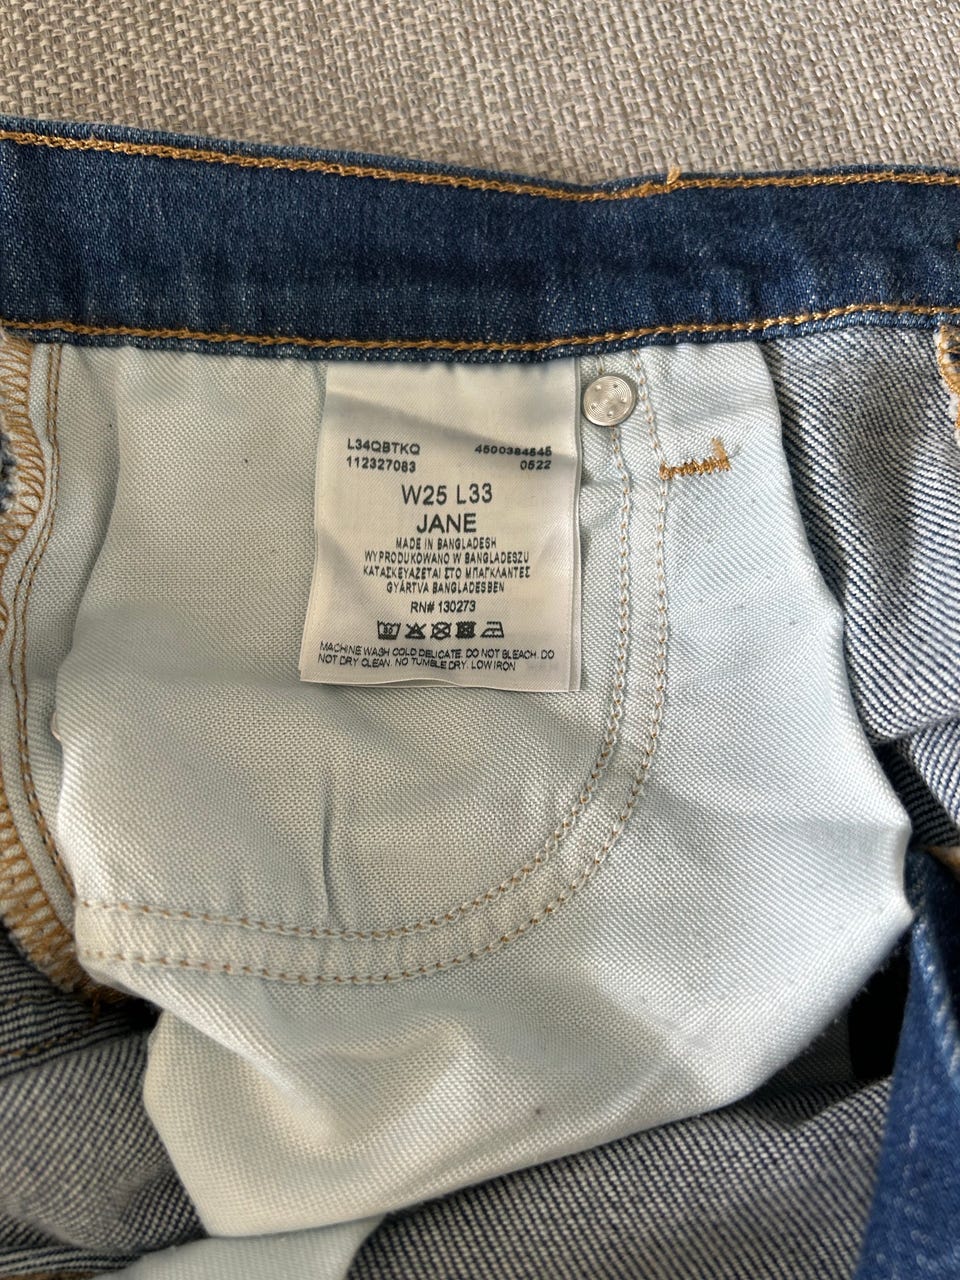 L34QBTKQ 4500384545
112327083 0522
W25 L33
JANE
MADE IN BANGLADESH
WYPRODUKOWANO W BANGLADESZU
ΚΑΤΑΣΚΕΥΑΖΕΤΑΙ ΣΤΟ ΜΠΑΓΚΛΑΝΤΕΣ
GYÁRTVA BANGLADESBEN
RN# 130273
30
MACHINE WASH COLD DELICATE. DO NOT BLEACH. DO
NOT DRY CLEAN. NO TUMBLE DRY. LOW IRON